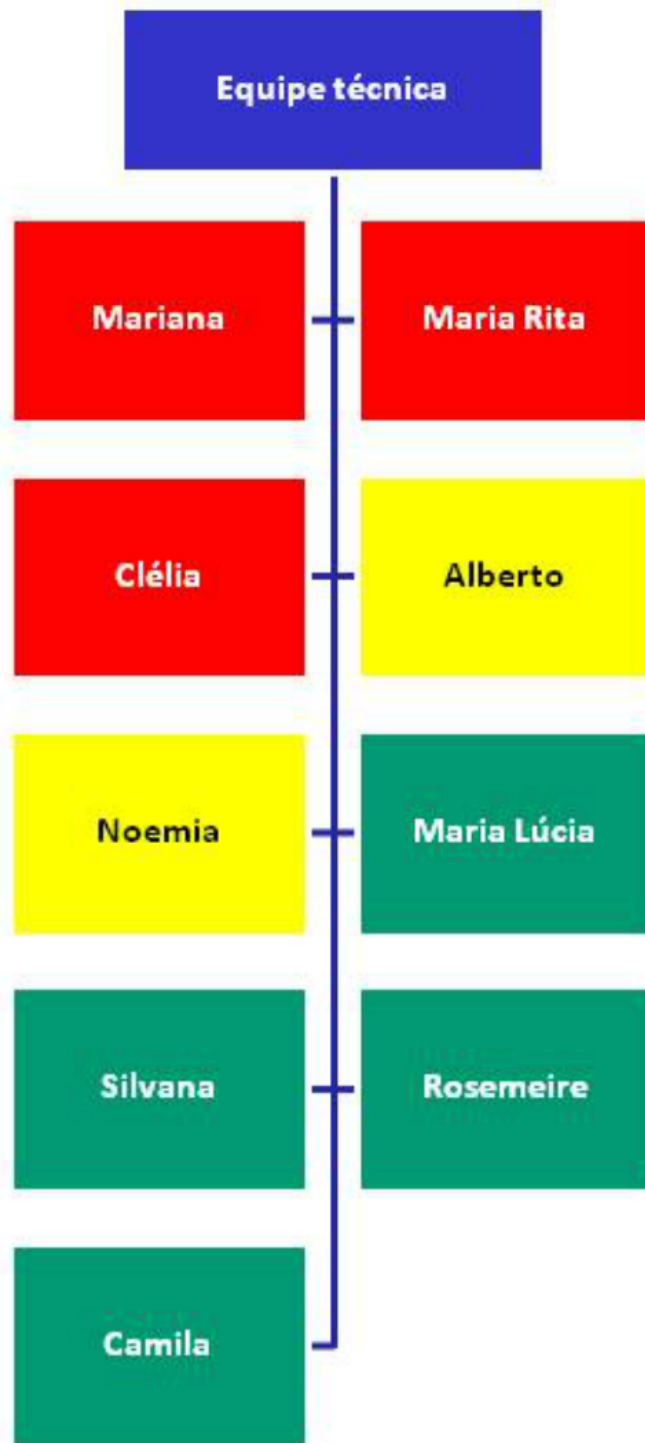 Equipe técnica
Mariana
Maria Rita
Clélia
Alberto
Noemia
Maria Lúcia
Silvana
Rosemeire
Camila